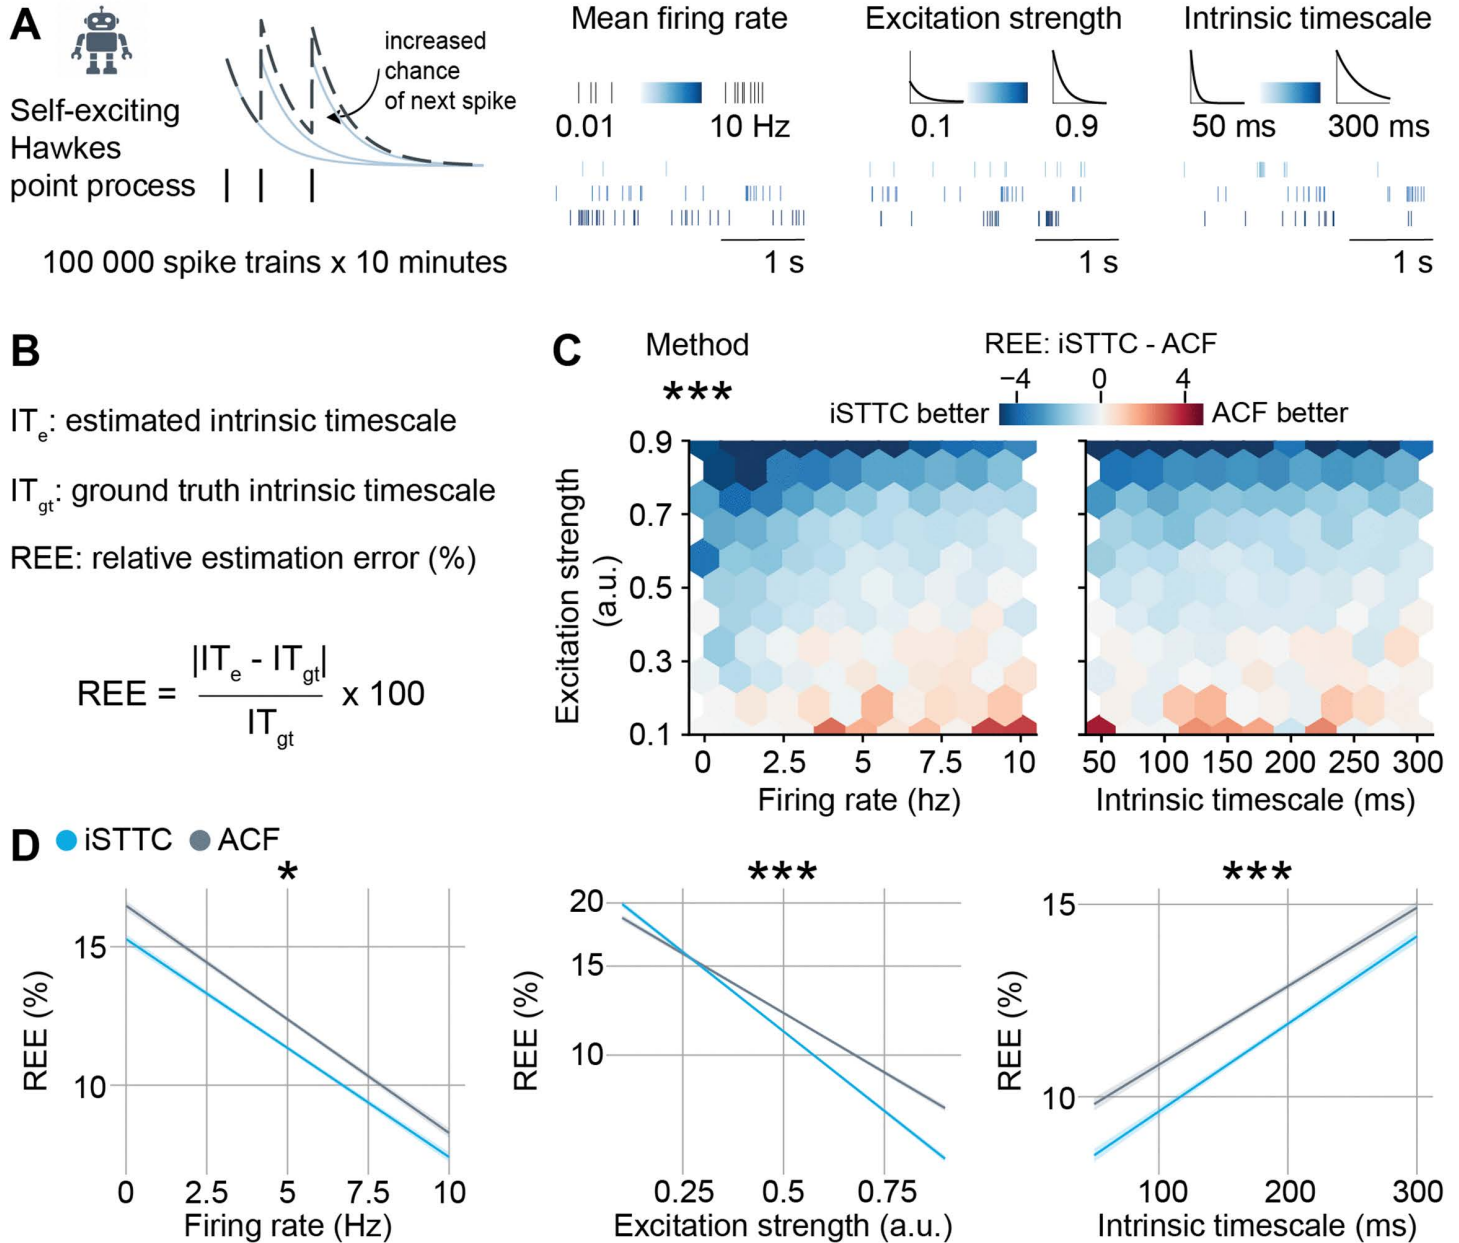 A
Self-exciting
Hawkes
point process
increased
chance
of next spike
100 000 spike trains x 10 minutes
Mean firing rate
0.01
10 Hz
1 s
Excitation strength
0.1
0.9
1 s
Intrinsic timescale
50 ms
300 ms
1 s
B
ITe: estimated intrinsic timescale
ITgt: ground truth intrinsic timescale
REE: relative estimation error (%)
REE = |ITe - ITgt| / ITgt x 100
C
Method
***
REE: iSTTC - ACF
−4 0 4
iSTTC better
ACF better
Excitation strength
(a.u.)
0.9
0.7
0.5
0.3
0.1
0 2.5 5 7.5 10
Firing rate (hz)
50 100 150 200 250 300
Intrinsic timescale (ms)
D
iSTTC ACF
*
REE (%)
15
10
0 2.5 5 7.5 10
Firing rate (Hz)
***
REE (%)
20
15
10
0.25 0.5 0.75
Excitation strength (a.u.)
***
REE (%)
15
10
100 200 300
Intrinsic timescale (ms)